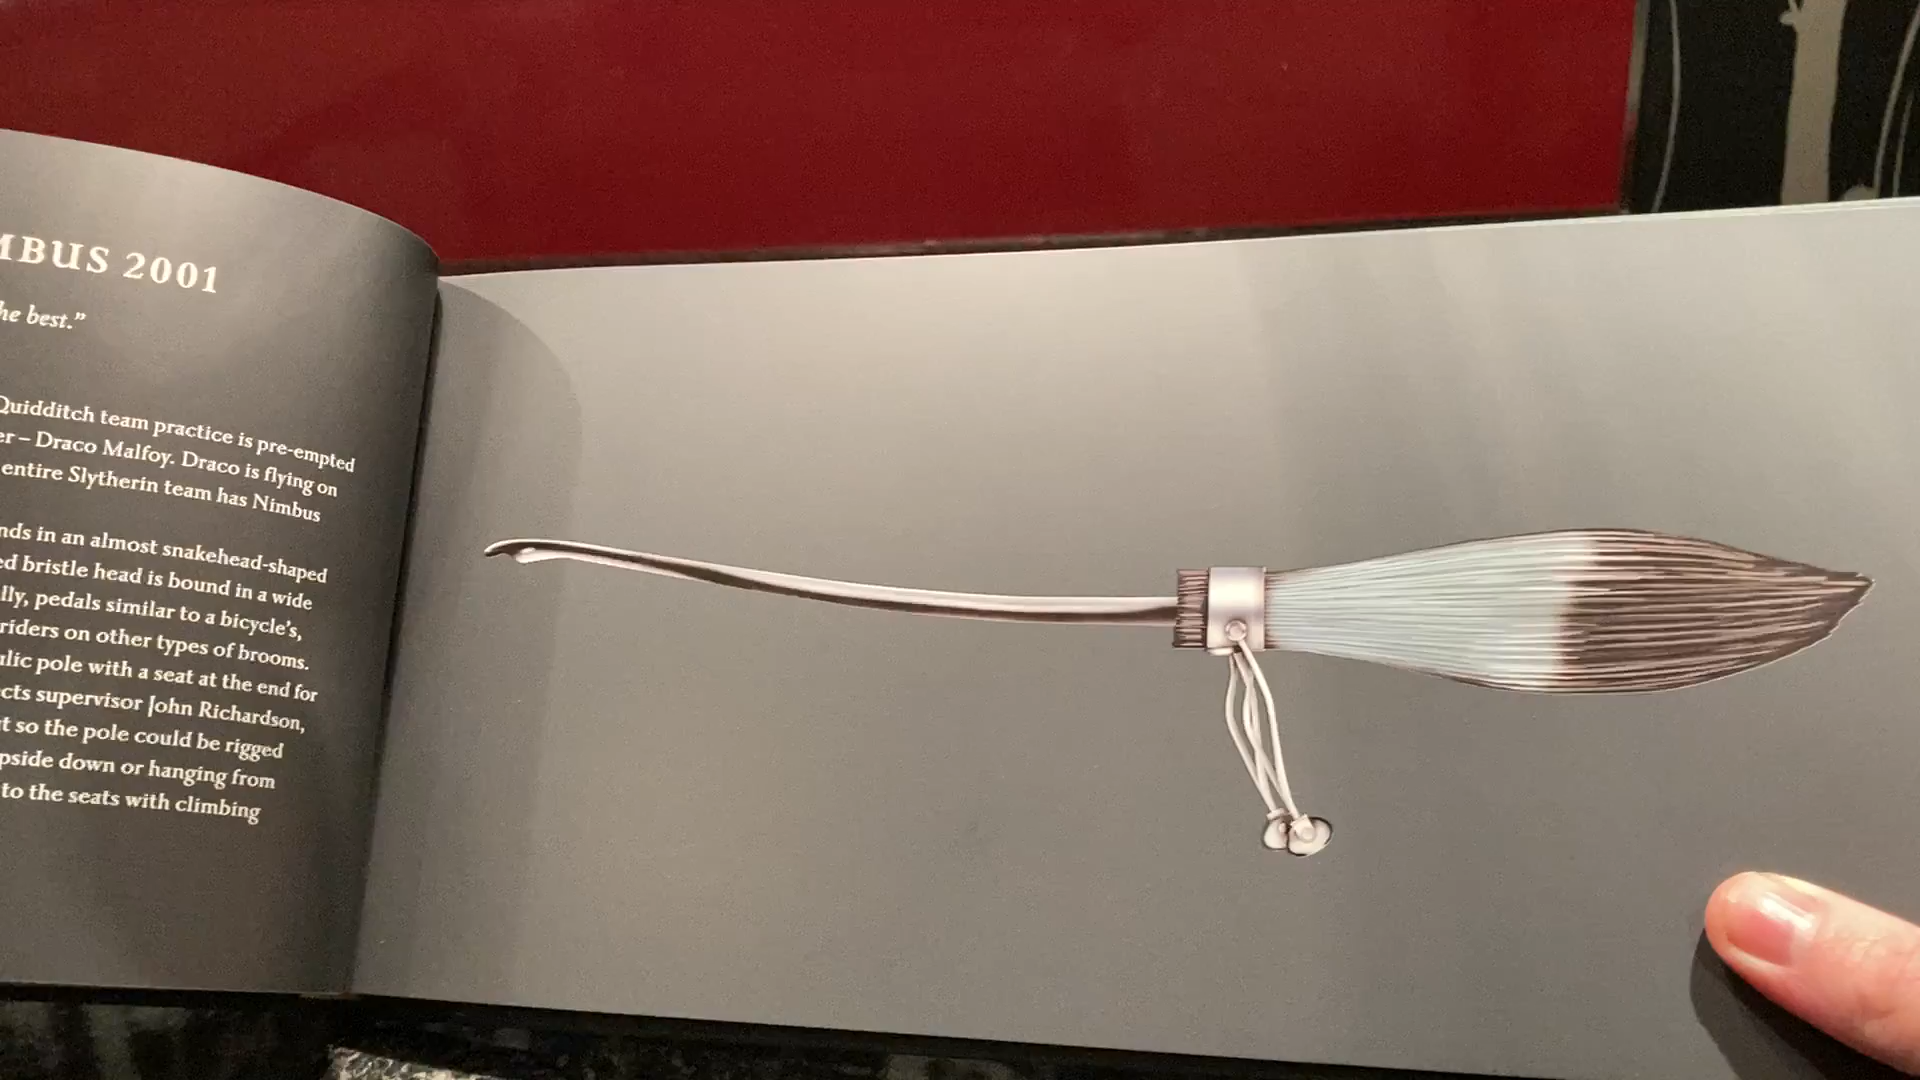 MBUS 2001
he best.”
Quidditch team practice is pre-empted
er – Draco Malfoy. Draco is flying on
entire Slytherin team has Nimbus
nds in an almost snakehead-shaped
ed bristle head is bound in a wide
lly, pedals similar to a bicycle’s,
riders on other types of brooms.
ulic pole with a seat at the end for
ects supervisor John Richardson,
t so the pole could be rigged
pside down or hanging from
to the seats with climbing